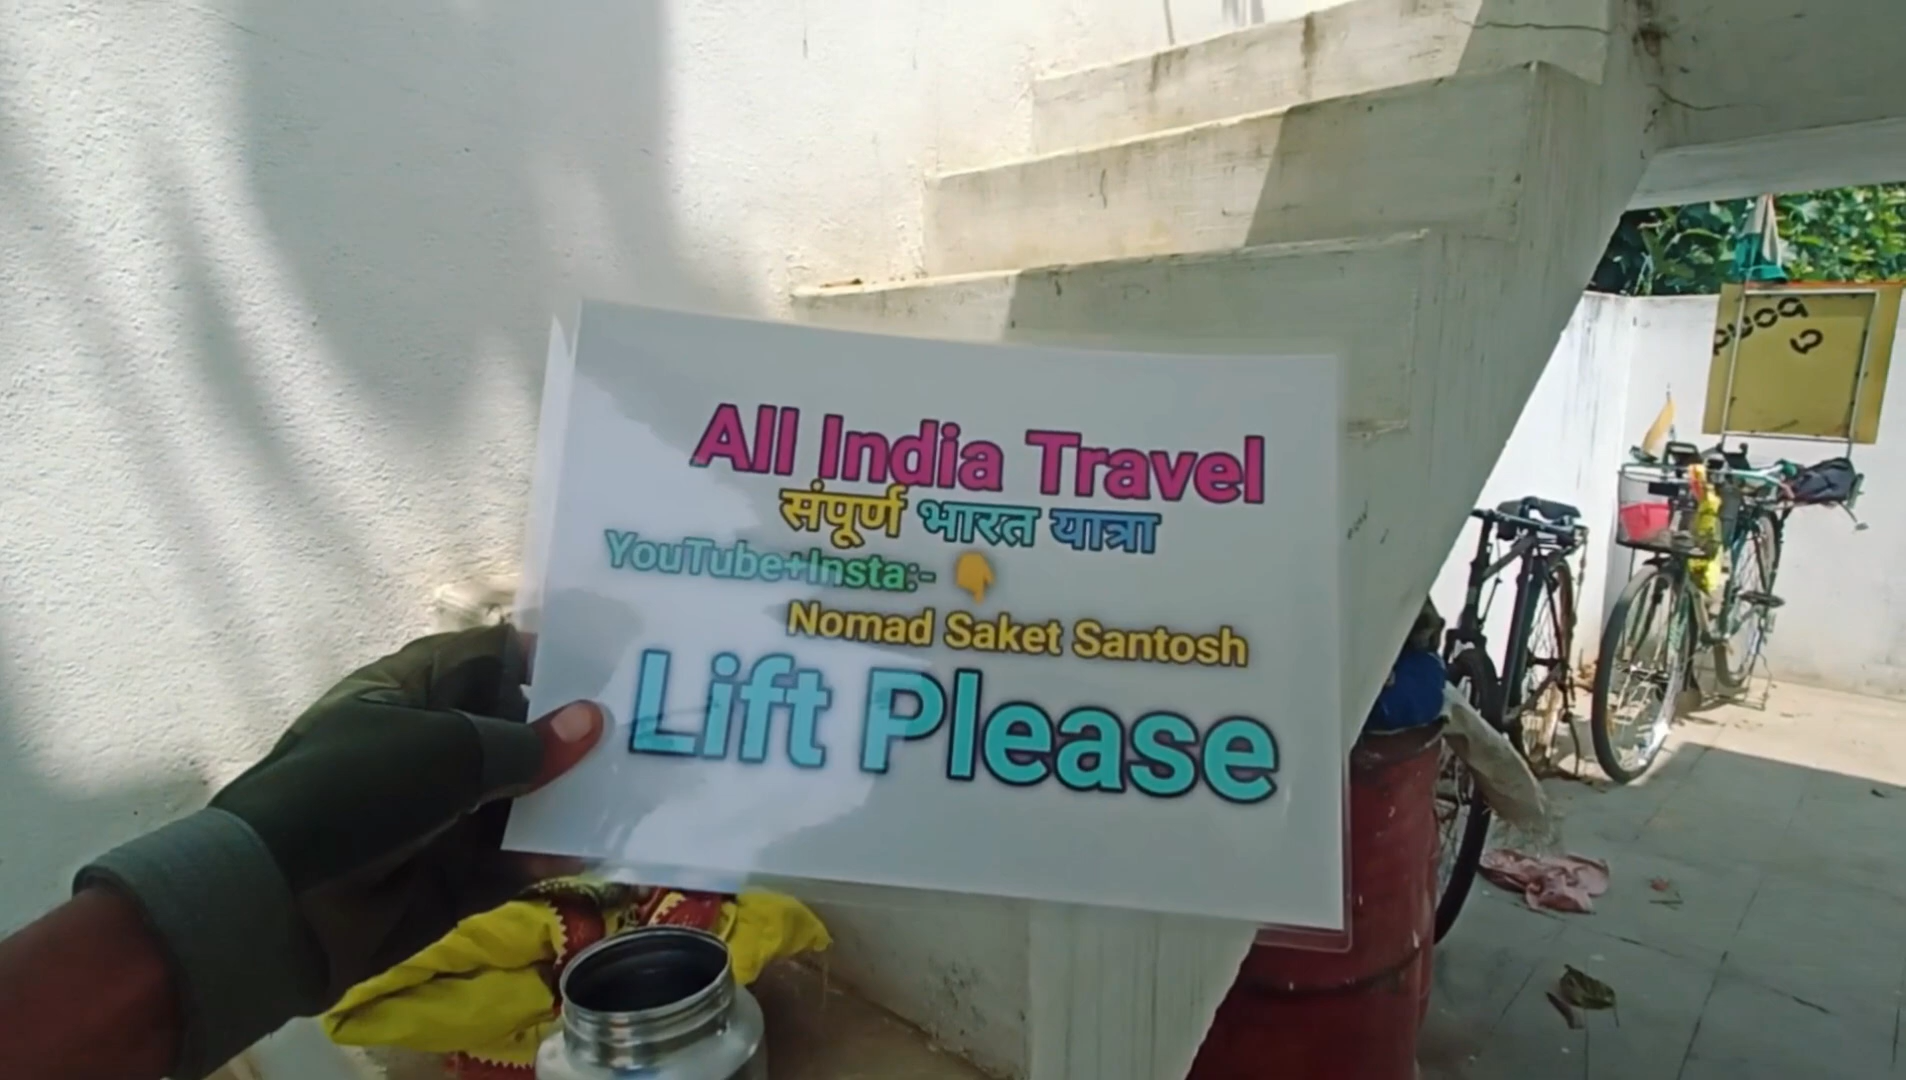 All India Travel
संपूर्ण भारत यात्रा
YouTube+Insta:- 👇
Nomad Saket Santosh
Lift Please